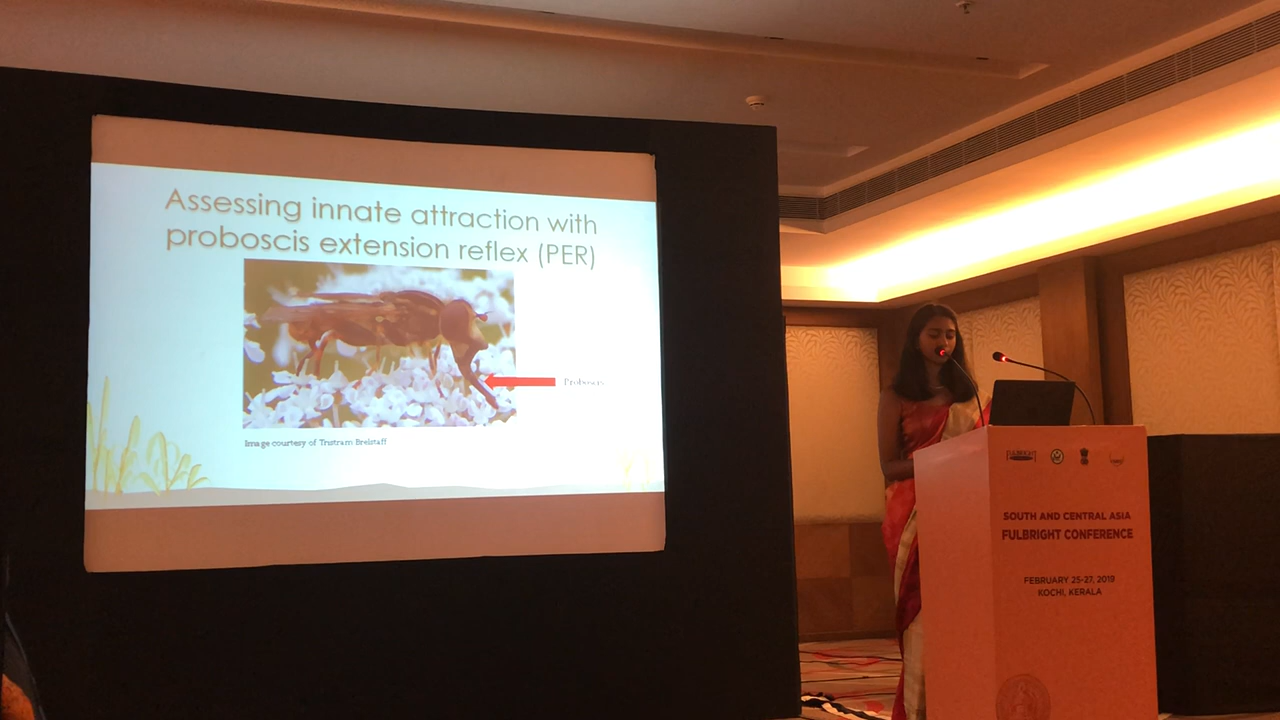 Assessing innate attraction with
proboscis extension reflex (PER)
Proboscis
Image courtesy of Tristram Brelstaff
FULBRIGHT
SOUTH AND CENTRAL ASIA
FULBRIGHT CONFERENCE
FEBRUARY 25-27, 2019
KOCHI, KERALA